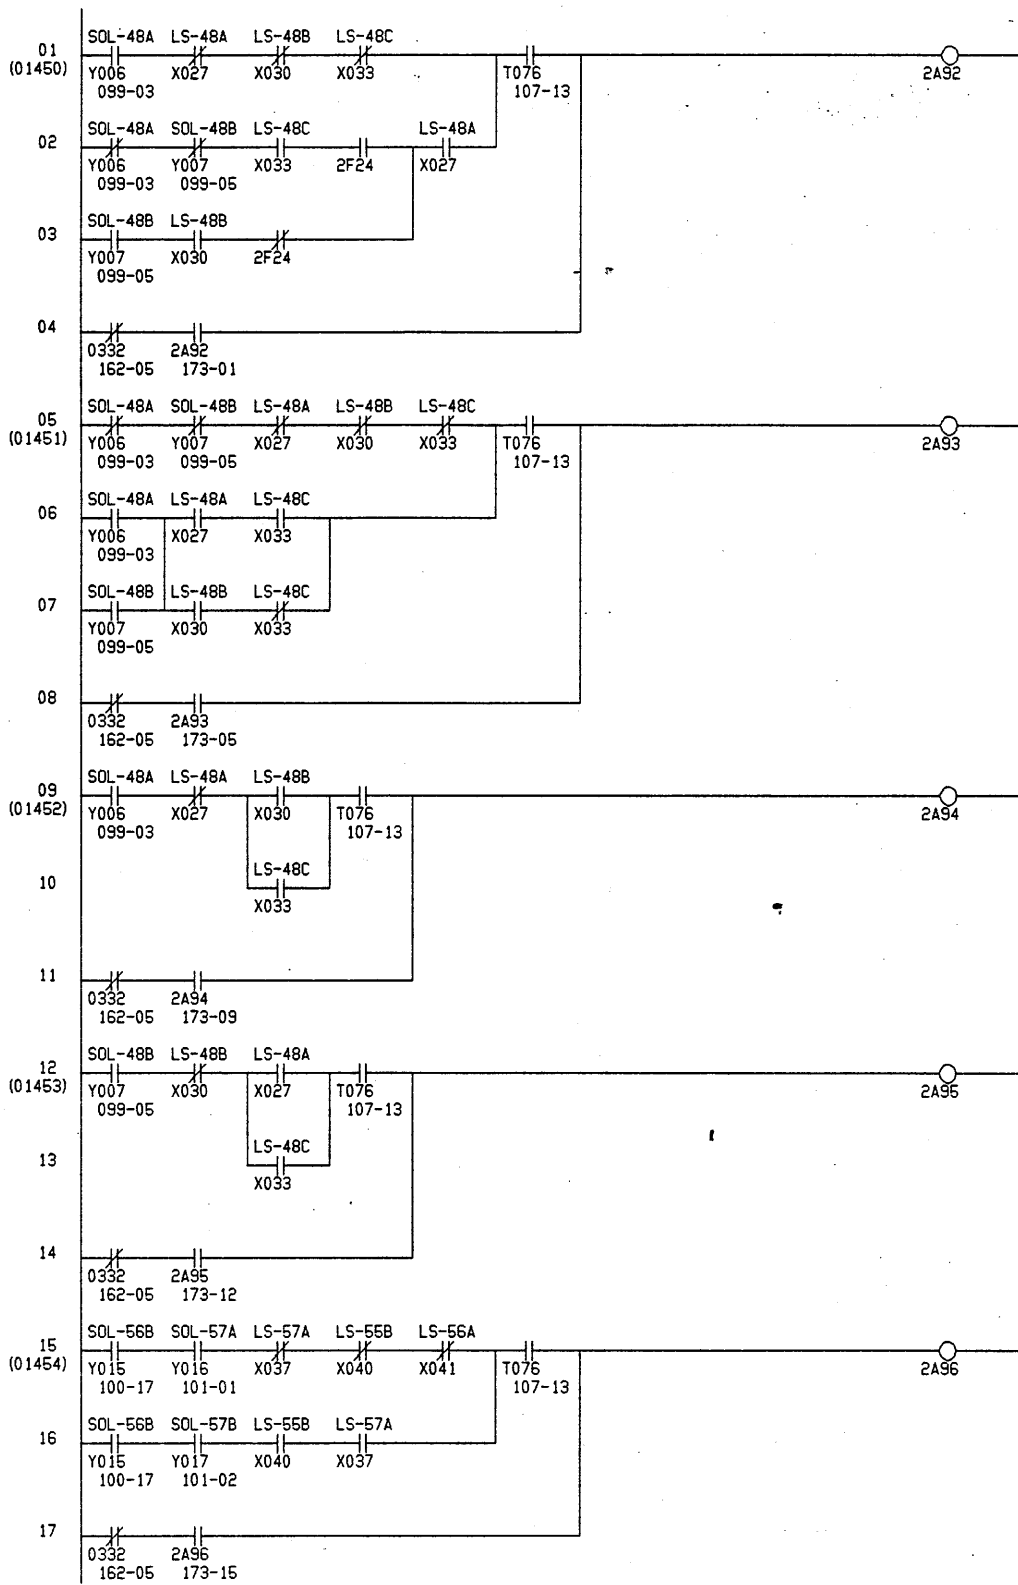 SOL-48A LS-48A LS-48B LS-48C
01
(01450)
Y006 X027 X030 X033 T076 2A92
099-03 107-13
SOL-48A SOL-48B LS-48C LS-48A
02
Y006 Y007 X033 2F24 X027
099-03 099-05
SOL-48B LS-48B
03
Y007 X030 2F24
099-05
04
0332 2A92
162-05 173-01
SOL-48A SOL-48B LS-48A LS-48B LS-48C
05
(01451)
Y006 Y007 X027 X030 X033 T076 2A93
099-03 099-05 107-13
SOL-48A LS-48A LS-48C
06
Y006 X027 X033
099-03
SOL-48B LS-48B LS-48C
07
Y007 X030 X033
099-05
08
0332 2A93
162-05 173-05
SOL-48A LS-48A LS-48B
09
(01452)
Y006 X027 X030 T076 2A94
099-03 107-13
LS-48C
10
X033
11
0332 2A94
162-05 173-09
SOL-48B LS-48B LS-48A
12
(01453)
Y007 X030 X027 T076 2A95
099-05 107-13
LS-48C
13
X033
14
0332 2A95
162-05 173-12
SOL-56B SOL-57A LS-57A LS-55B LS-56A
15
(01454)
Y015 Y016 X037 X040 X041 T076 2A96
100-17 101-01 107-13
SOL-56B SOL-57B LS-55B LS-57A
16
Y015 Y017 X040 X037
100-17 101-02
17
0332 2A96
162-05 173-15